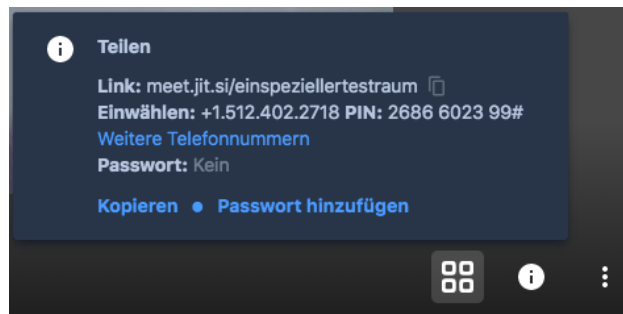 Teilen
Link: meet.jit.si/einspeziellertestraum
Einwählen: +1.512.402.2718 PIN: 2686 6023 99#
Weitere Telefonnummern
Passwort: Kein
Kopieren ● Passwort hinzufügen